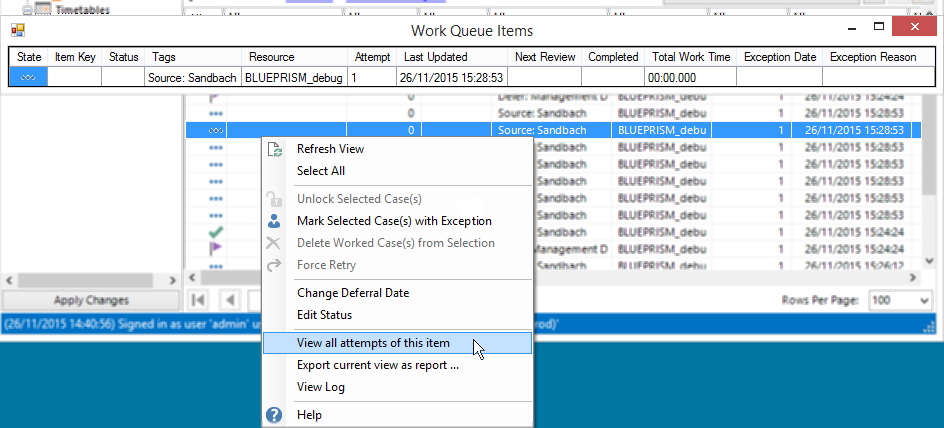 Timetables
Work Queue Items
State Item Key Status Tags Resource Attempt Last Updated Next Review Completed Total Work Time Exception Date Exception Reason
Source: Sandbach BLUEPRISM_debug 1 26/11/2015 15:28:53 00:00.000
0 Defer: Management D BLUEPRISM_debu 1 26/11/2015 15:24:24
0 Source: Sandbach BLUEPRISM_debu 1 26/11/2015 15:28:53
0 Source: Sandbach BLUEPRISM_debu 1 26/11/2015 15:28:53
Sandbach BLUEPRISM_debu 1 26/11/2015 15:28:53
Sandbach BLUEPRISM_debu 1 26/11/2015 15:28:53
Sandbach BLUEPRISM_debu 1 26/11/2015 15:28:53
Sandbach BLUEPRISM_debu 1 26/11/2015 15:28:53
Sandbach BLUEPRISM_debu 1 26/11/2015 15:28:53
Sandbach BLUEPRISM_debu 1 26/11/2015 15:24:24
anagement D BLUEPRISM_debu 1 26/11/2015 15:24:24
Sandbach BLUEPRISM_debu 1 26/11/2015 15:26:12
Refresh View
Select All
Unlock Selected Case(s)
Mark Selected Case(s) with Exception
Delete Worked Case(s) from Selection
Force Retry
Change Deferral Date
Edit Status
View all attempts of this item
Export current view as report ...
View Log
Help
Apply Changes
Rows Per Page: 100
(26/11/2015 14:40:56) Signed in as user 'admin' us
rod)'